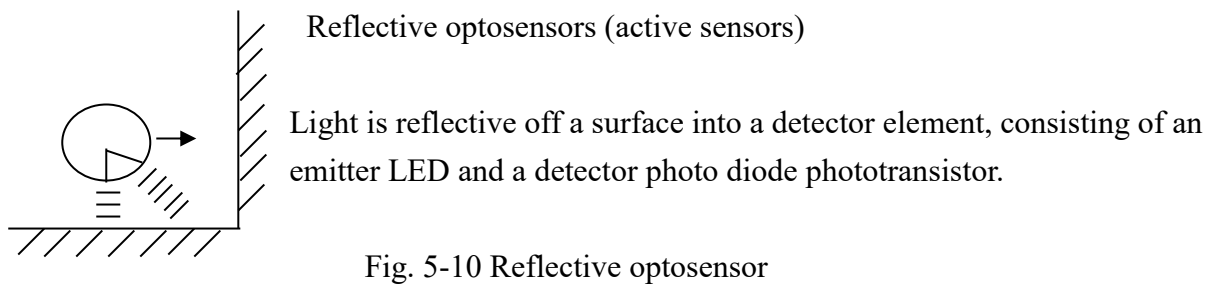 Reflective optosensors (active sensors)
Light is reflective off a surface into a detector element, consisting of an
emitter LED and a detector photo diode phototransistor.
Fig. 5-10 Reflective optosensor